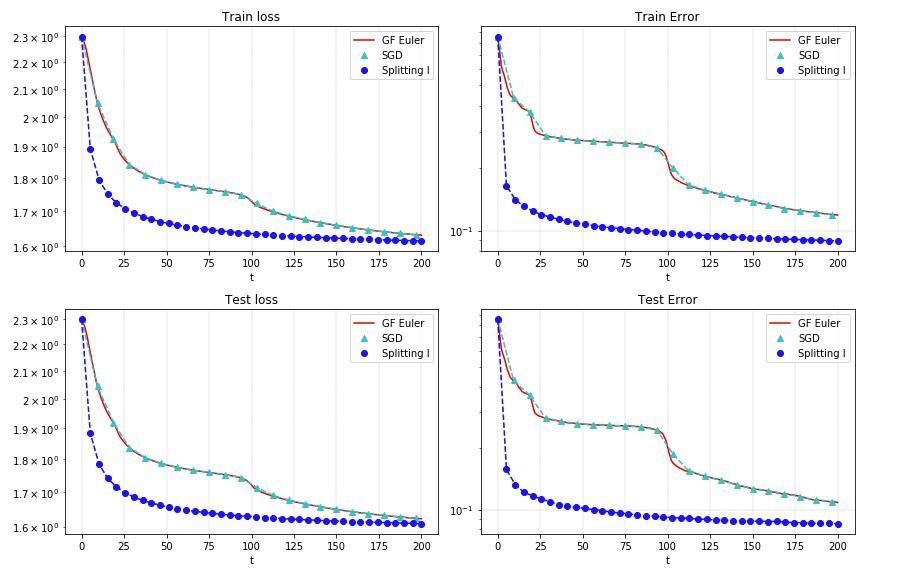 Train loss
2.3 × 10⁰
2.2 × 10⁰
2.1 × 10⁰
2 × 10⁰
1.9 × 10⁰
1.8 × 10⁰
1.7 × 10⁰
1.6 × 10⁰
GF Euler
SGD
Splitting I
0 25 50 75 100 125 150 175 200
t
Train Error
10⁻¹
GF Euler
SGD
Splitting I
0 25 50 75 100 125 150 175 200
t
Test loss
2.3 × 10⁰
2.2 × 10⁰
2.1 × 10⁰
2 × 10⁰
1.9 × 10⁰
1.8 × 10⁰
1.7 × 10⁰
1.6 × 10⁰
GF Euler
SGD
Splitting I
0 25 50 75 100 125 150 175 200
t
Test Error
10⁻¹
GF Euler
SGD
Splitting I
0 25 50 75 100 125 150 175 200
t